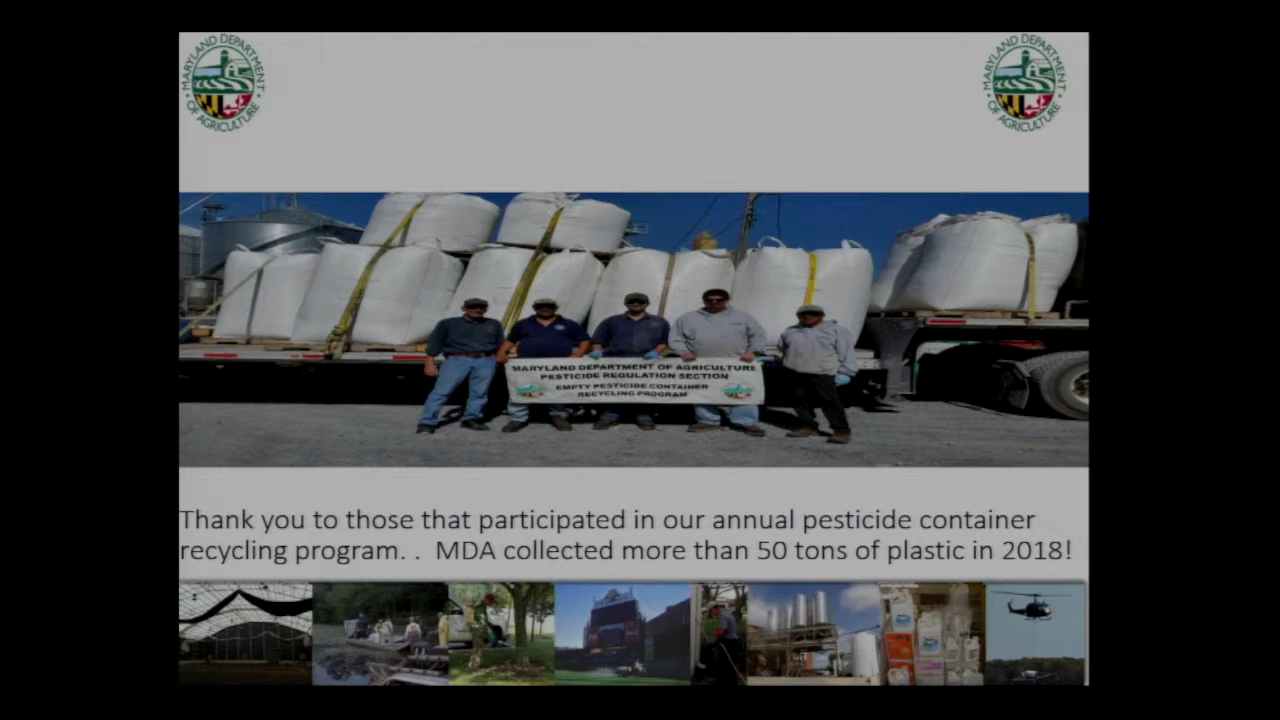 MARYLAND DEPARTMENT OF AGRICULTURE
MARYLAND DEPARTMENT OF AGRICULTURE
MARYLAND DEPARTMENT OF AGRICULTURE
PESTICIDE REGULATION SECTION
EMPTY PESTICIDE CONTAINER
RECYCLING PROGRAM
Thank you to those that participated in our annual pesticide container
recycling program. .  MDA collected more than 50 tons of plastic in 2018!